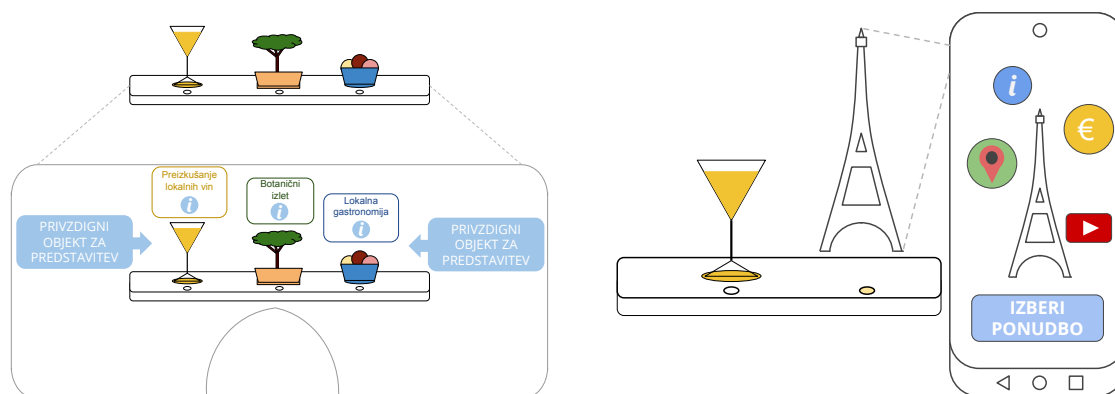 Preizkušanje
lokalnih vin
i
Botanični
izlet
i
Lokalna
gastronomija
i
PRIVZDIGNI
OBJEKT ZA
PREDSTAVITEV
PRIVZDIGNI
OBJEKT ZA
PREDSTAVITEV
i
€
IZBERI
PONUDBO